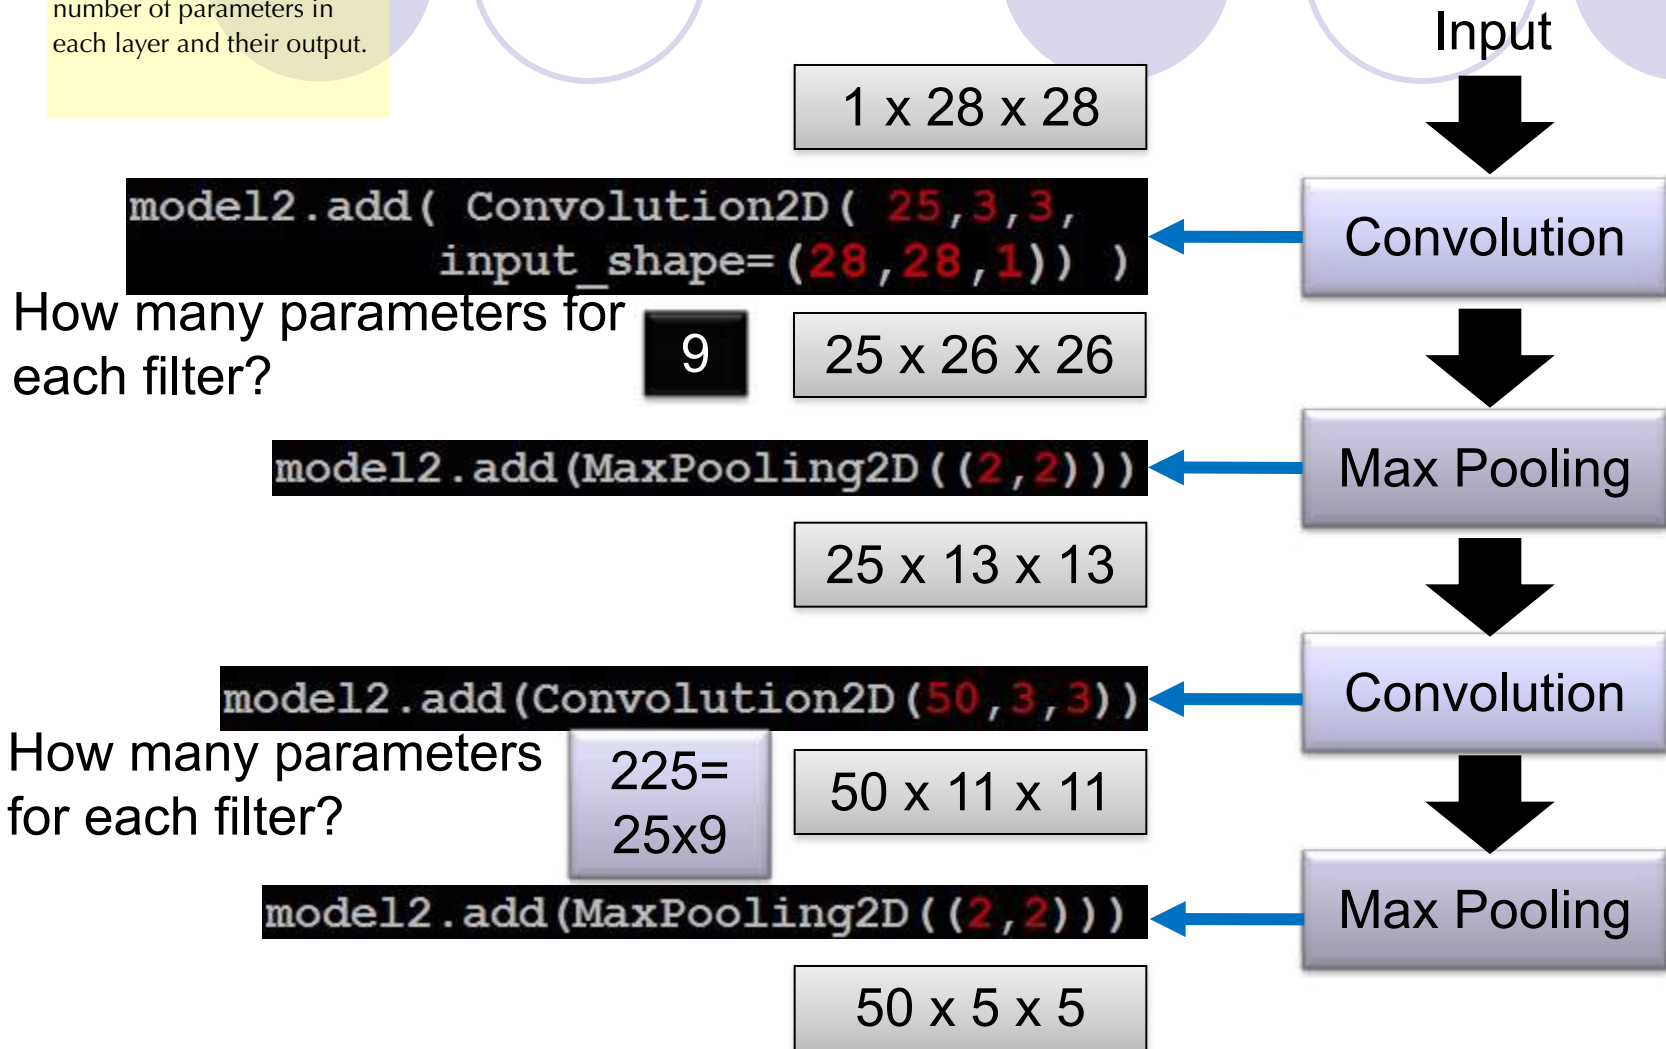 number of parameters in
each layer and their output.
Input
1 x 28 x 28
model2.add( Convolution2D( 25,3,3,
input_shape=(28,28,1)) )
Convolution
How many parameters for
each filter?
9
25 x 26 x 26
model2.add(MaxPooling2D((2,2)))
Max Pooling
25 x 13 x 13
model2.add(Convolution2D(50,3,3))
Convolution
How many parameters
for each filter?
225=
25x9
50 x 11 x 11
model2.add(MaxPooling2D((2,2)))
Max Pooling
50 x 5 x 5